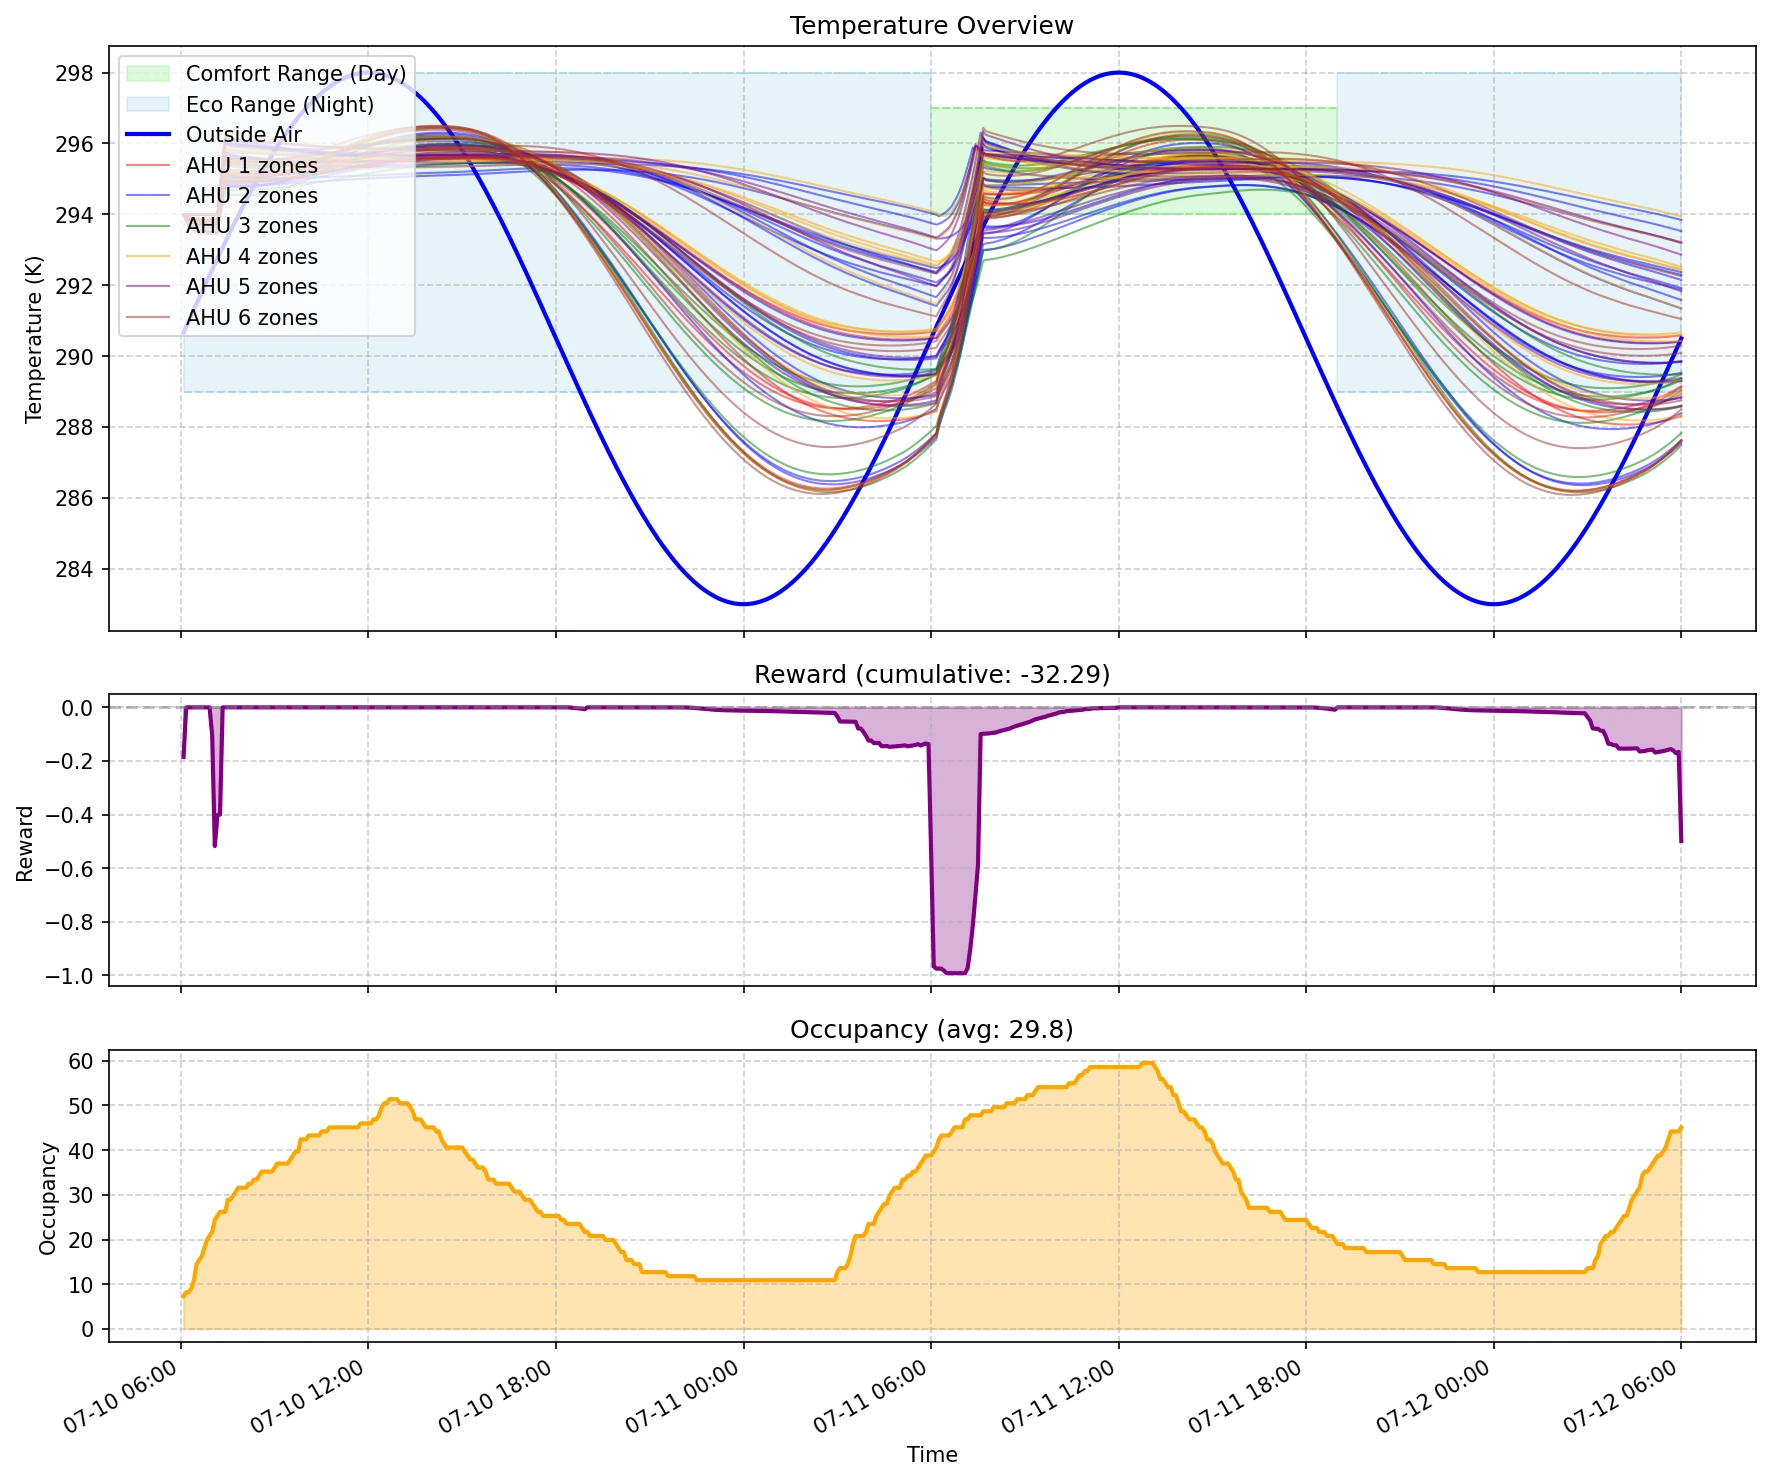 Temperature Overview
Temperature (K)
298
296
294
292
290
288
286
284
Comfort Range (Day)
Eco Range (Night)
Outside Air
AHU 1 zones
AHU 2 zones
AHU 3 zones
AHU 4 zones
AHU 5 zones
AHU 6 zones
Reward (cumulative: -32.29)
Reward
0.0
−0.2
−0.4
−0.6
−0.8
−1.0
Occupancy (avg: 29.8)
Occupancy
60
50
40
30
20
10
0
07-10 06:00
07-10 12:00
07-10 18:00
07-11 00:00
07-11 06:00
07-11 12:00
07-11 18:00
07-12 00:00
07-12 06:00
Time